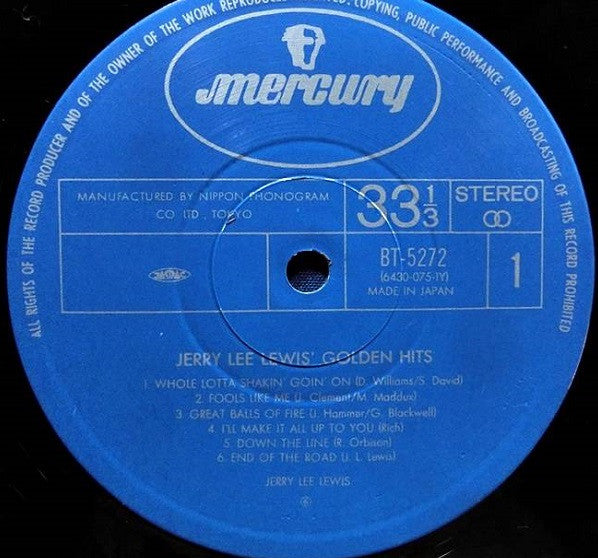 ALL RIGHTS OF THE RECORD PRODUCER AND OF THE OWNER OF THE WORK REPRODUCED RESERVED. COPYING, PUBLIC PERFORMANCE AND BROADCASTING OF THIS RECORD PROHIBITED
mercury
MANUFACTURED BY NIPPON PHONOGRAM
CO LTD., TOKYO
33 1/3
STEREO
BT-5272
(6430-075-1Y)
MADE IN JAPAN
1
JASRAC
JERRY LEE LEWIS' GOLDEN HITS
1. WHOLE LOTTA SHAKIN' GOIN' ON (D. Williams/S. David)
2. FOOLS LIKE ME (J. Clement/M. Maddux)
3. GREAT BALLS OF FIRE (J. Hammer/G. Blackwell)
4. I'LL MAKE IT ALL UP TO YOU (Rich)
5. DOWN THE LINE (R. Orbison)
6. END OF THE ROAD (J. L. Lewis)
JERRY LEE LEWIS